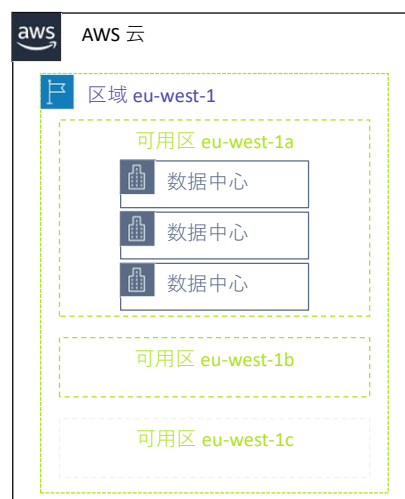 aws
AWS 云
区域 eu-west-1
可用区 eu-west-1a
数据中心
数据中心
数据中心
可用区 eu-west-1b
可用区 eu-west-1c